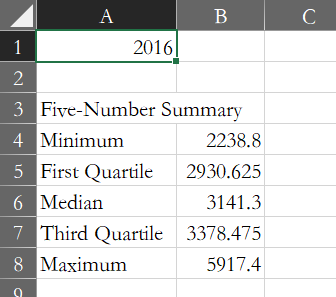 A B C
1 2016
2
3 Five-Number Summary
4 Minimum 2238.8
5 First Quartile 2930.625
6 Median 3141.3
7 Third Quartile 3378.475
8 Maximum 5917.4
9